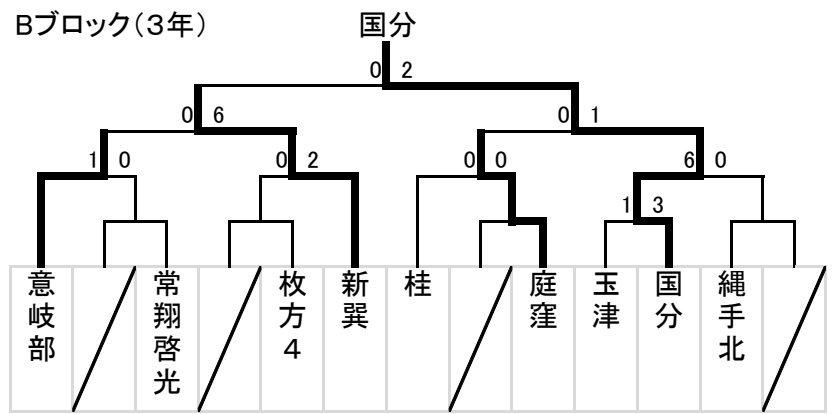 Bブロック(3年)
国分
0 2
0 6
0 1
1 0
0 2
0 0
6 0
1 3
意岐部
常翔啓光
枚方4
新巽
桂
庭窪
玉津
国分
縄手北